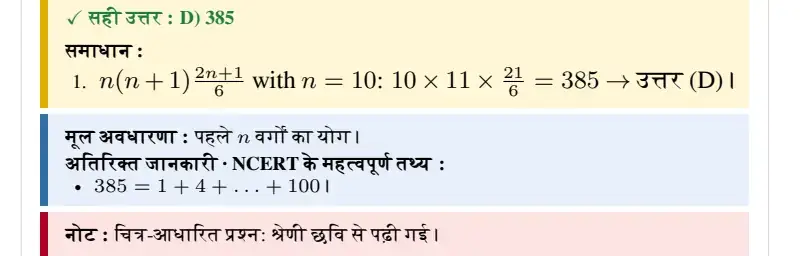 ✓ सही उत्तर : D) 385
समाधान :
1. n(n + 1) \frac{2n+1}{6} with n = 10: 10 × 11 × \frac{21}{6} = 385 → उत्तर (D)।
मूल अवधारणा : पहले n वर्गों का योग।
अतिरिक्त जानकारी · NCERT के महत्वपूर्ण तथ्य :
• 385 = 1 + 4 + . . . + 100।
नोट : चित्र-आधारित प्रश्न: श्रेणी छवि से पढ़ी गई।